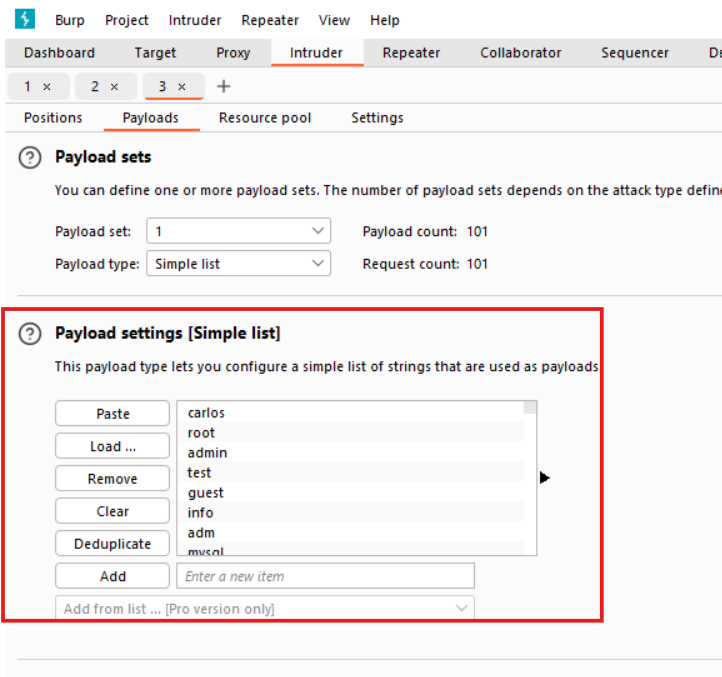 Burp Project Intruder Repeater View Help
Dashboard Target Proxy Intruder Repeater Collaborator Sequencer
1 × 2 × 3 × +
Positions Payloads Resource pool Settings
? Payload sets
You can define one or more payload sets. The number of payload sets depends on the attack type
Payload set: 1 Payload count: 101
Payload type: Simple list Request count: 101
? Payload settings [Simple list]
This payload type lets you configure a simple list of strings that are used as payloads
Paste carlos
root
Load ... admin
Remove test
guest
Clear info
adm
Deduplicate mysql
Add Enter a new item
Add from list ... [Pro version only]